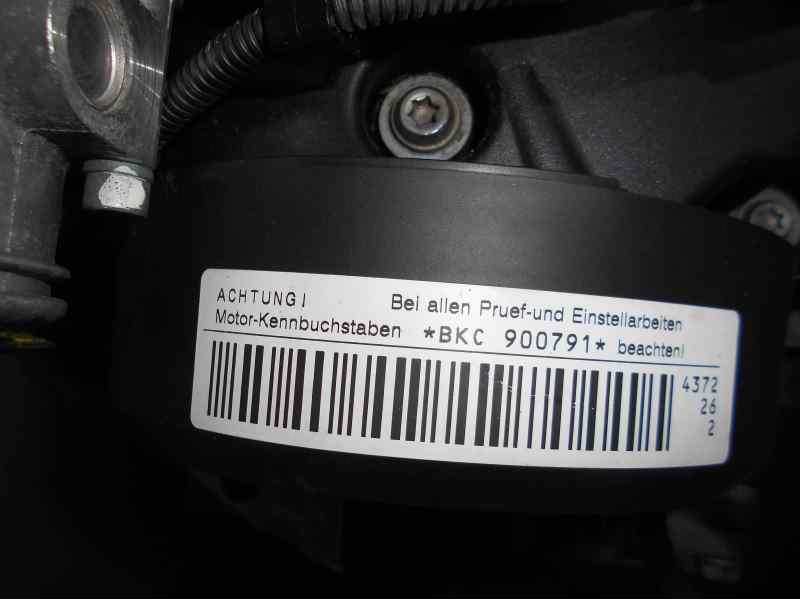 ACHTUNG! Bei allen Pruef-und Einstellarbeiten
Motor-Kennbuchstaben *BKC 900791* beachten!
4372
26
2